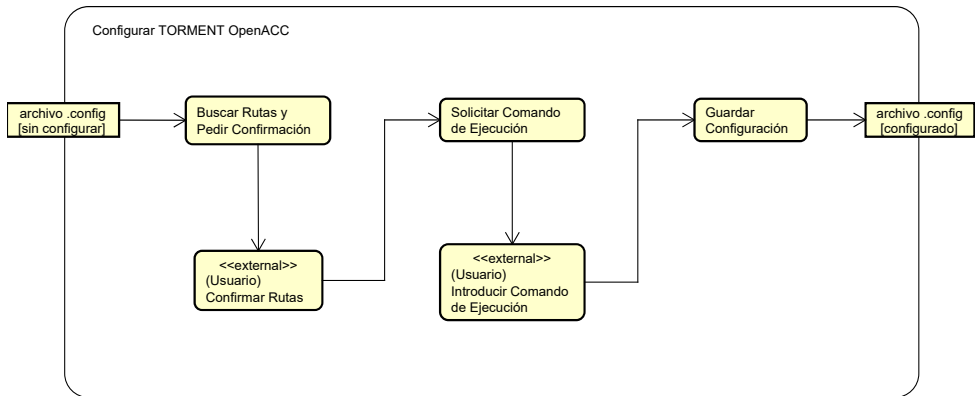 Configurar TORMENT OpenACC
archivo .config
[sin configurar]
Buscar Rutas y
Pedir Confirmación
Solicitar Comando
de Ejecución
Guardar
Configuración
archivo .config
[configurado]
<<external>>
(Usuario)
Confirmar Rutas
<<external>>
(Usuario)
Introducir Comando
de Ejecución